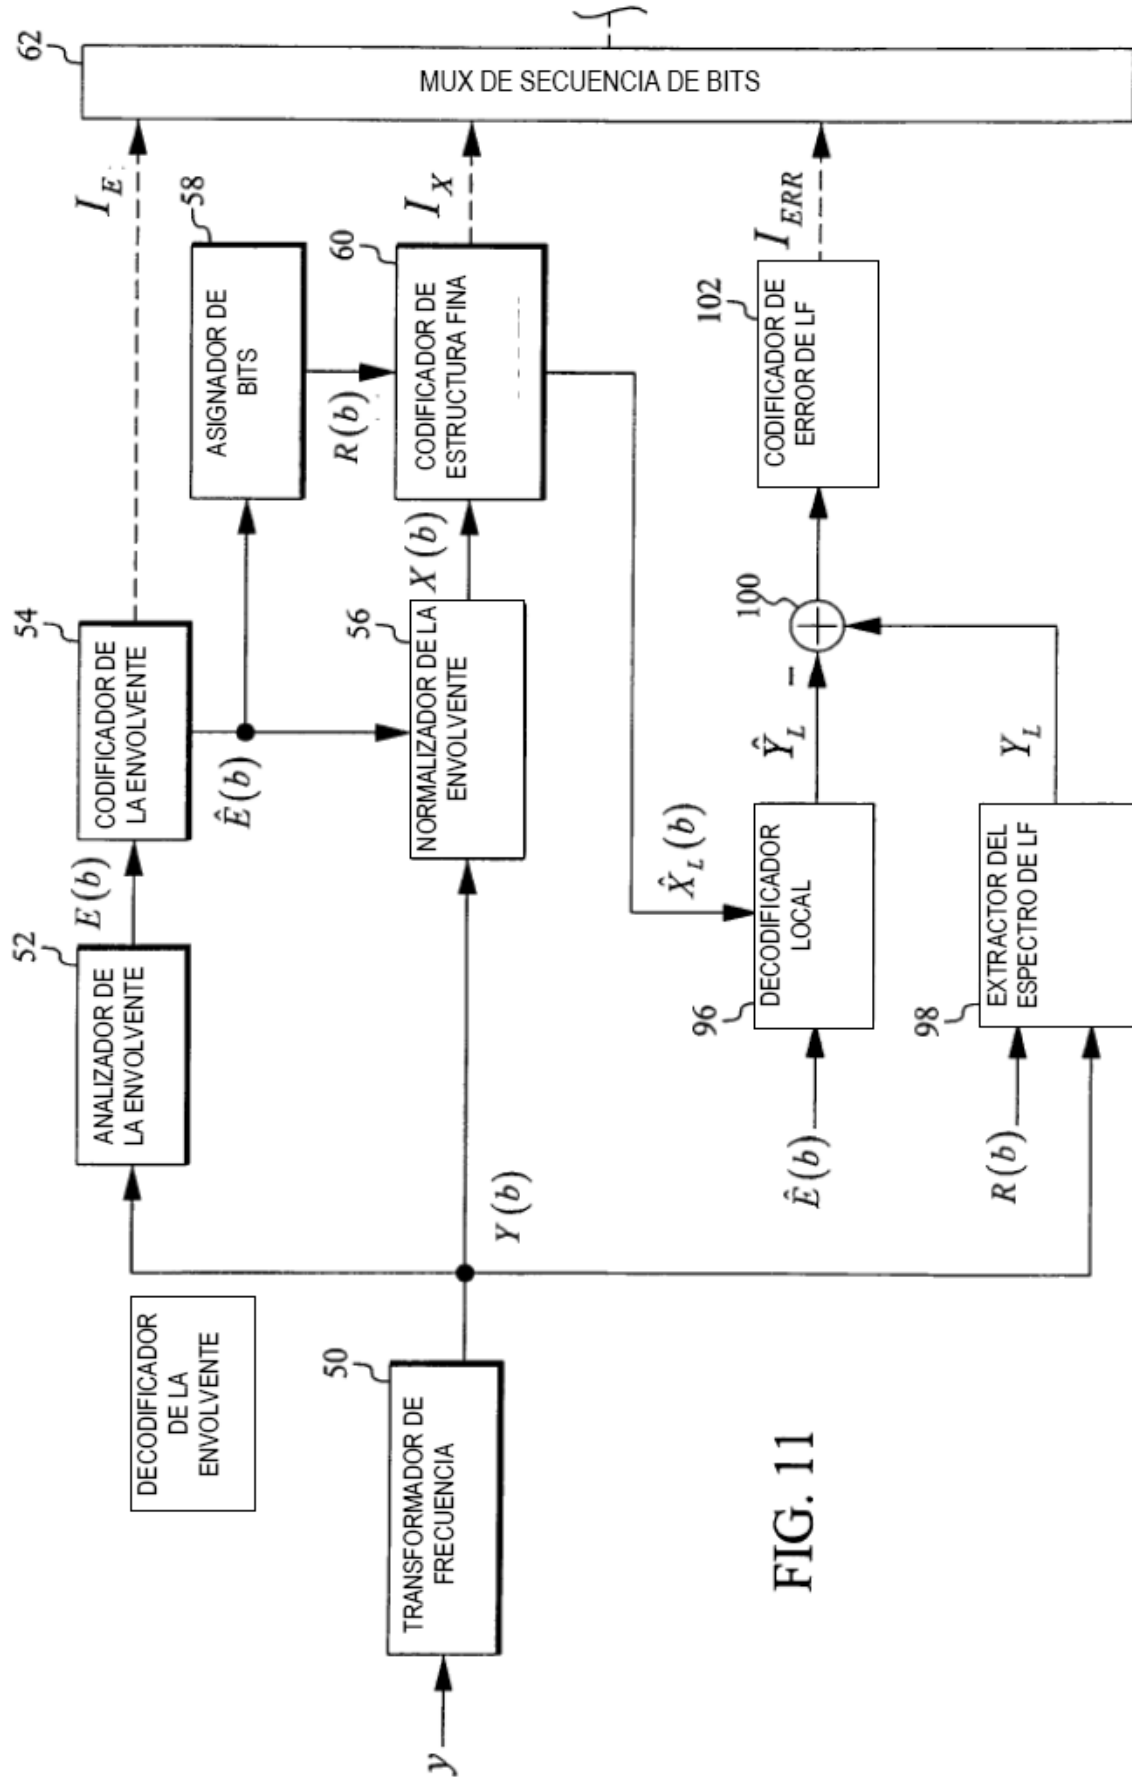 62
MUX DE SECUENCIA DE BITS
I_E
I_X
I_ERR
58
ASIGNADOR DE
BITS
R(b)
60
CODIFICADOR DE
ESTRUCTURA FINA
102
CODIFICADOR DE
ERROR DE LF
54
CODIFICADOR DE
LA ENVOLVENTE
Ê(b)
56
NORMALIZADOR DE LA
ENVOLVENTE
X(b)
100
+
−
Ŷ_L
Y_L
52
ANALIZADOR DE
LA ENVOLVENTE
E(b)
X̂_L(b)
96
DECODIFICADOR
LOCAL
Ê(b)
98
EXTRACTOR DEL
ESPECTRO DE LF
R(b)
Y(b)
DECODIFICADOR
DE LA
ENVOLVENTE
50
TRANSFORMADOR DE
FRECUENCIA
y
FIG. 11